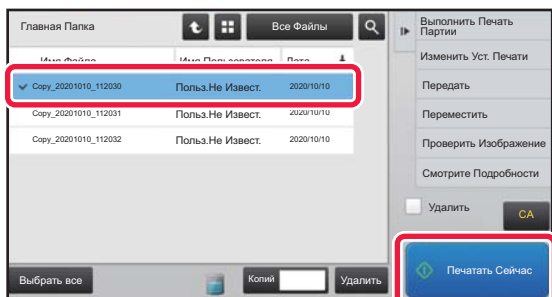 Главная Папка
Все Файлы
Имя Файла
Имя Пользователя
Дата
Copy_20201010_112030
Польз.Не Извест.
2020/10/10
Copy_20201010_112031
Польз.Не Извест.
2020/10/10
Copy_20201010_112032
Польз.Не Извест.
2020/10/10
Выбрать все
Копий
Удалить
Выполнить Печать
Партии
Изменить Уст. Печати
Передать
Переместить
Проверить Изображение
Смотрите Подробности
Удалить
CA
Печатать Сейчас